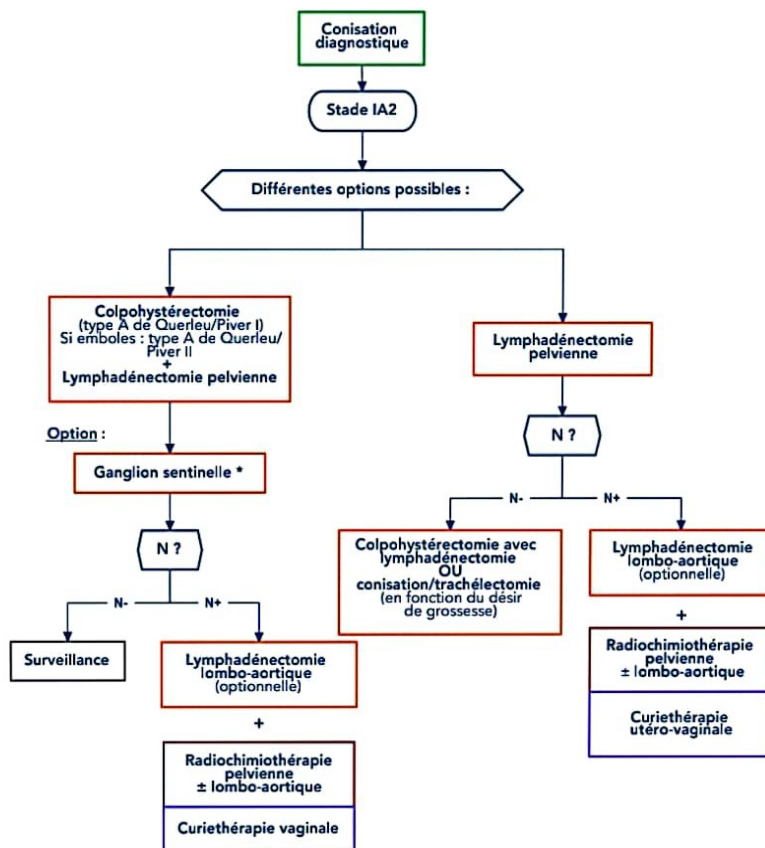 Conisation
diagnostique
Stade IA2
Différentes options possibles :
Colpohystérectomie
(type A de Querleu/Piver I)
Si emboles : type A de Querleu/
Piver II
+
Lymphadénectomie pelvienne
Option :
Ganglion sentinelle *
N ?
N-
N+
Surveillance
Lymphadénectomie
lombo-aortique
(optionnelle)
+
Radiochimiothérapie
pelvienne
± lombo-aortique
Curiethérapie vaginale
Lymphadénectomie
pelvienne
N ?
N-
N+
Colpohystérectomie avec
lymphadénectomie
OU
conisation/trachélectomie
(en fonction du désir
de grossesse)
Lymphadénectomie
lombo-aortique
(optionnelle)
+
Radiochimiothérapie
pelvienne
± lombo-aortique
Curiethérapie
utéro-vaginale